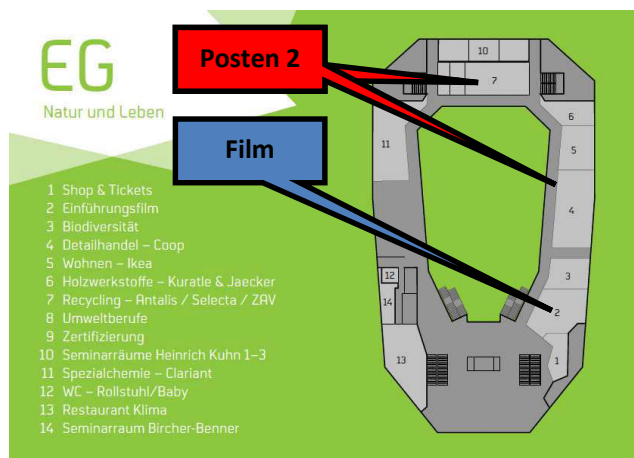 EG
Natur und Leben
Posten 2
Film
1 Shop & Tickets
2 Einführungsfilm
3 Biodiversität
4 Detailhandel – Coop
5 Wohnen – Ikea
6 Holzwerkstoffe – Kuratle & Jaecker
7 Recycling – Antalis / Selecta / ZAV
8 Umweltberufe
9 Zertifizierung
10 Seminarräume Heinrich Kuhn 1–3
11 Spezialchemie – Clariant
12 WC – Rollstuhl/Baby
13 Restaurant Klima
14 Seminarraum Bircher-Benner
10
7
6
11
5
4
12
3
14
2
13
1